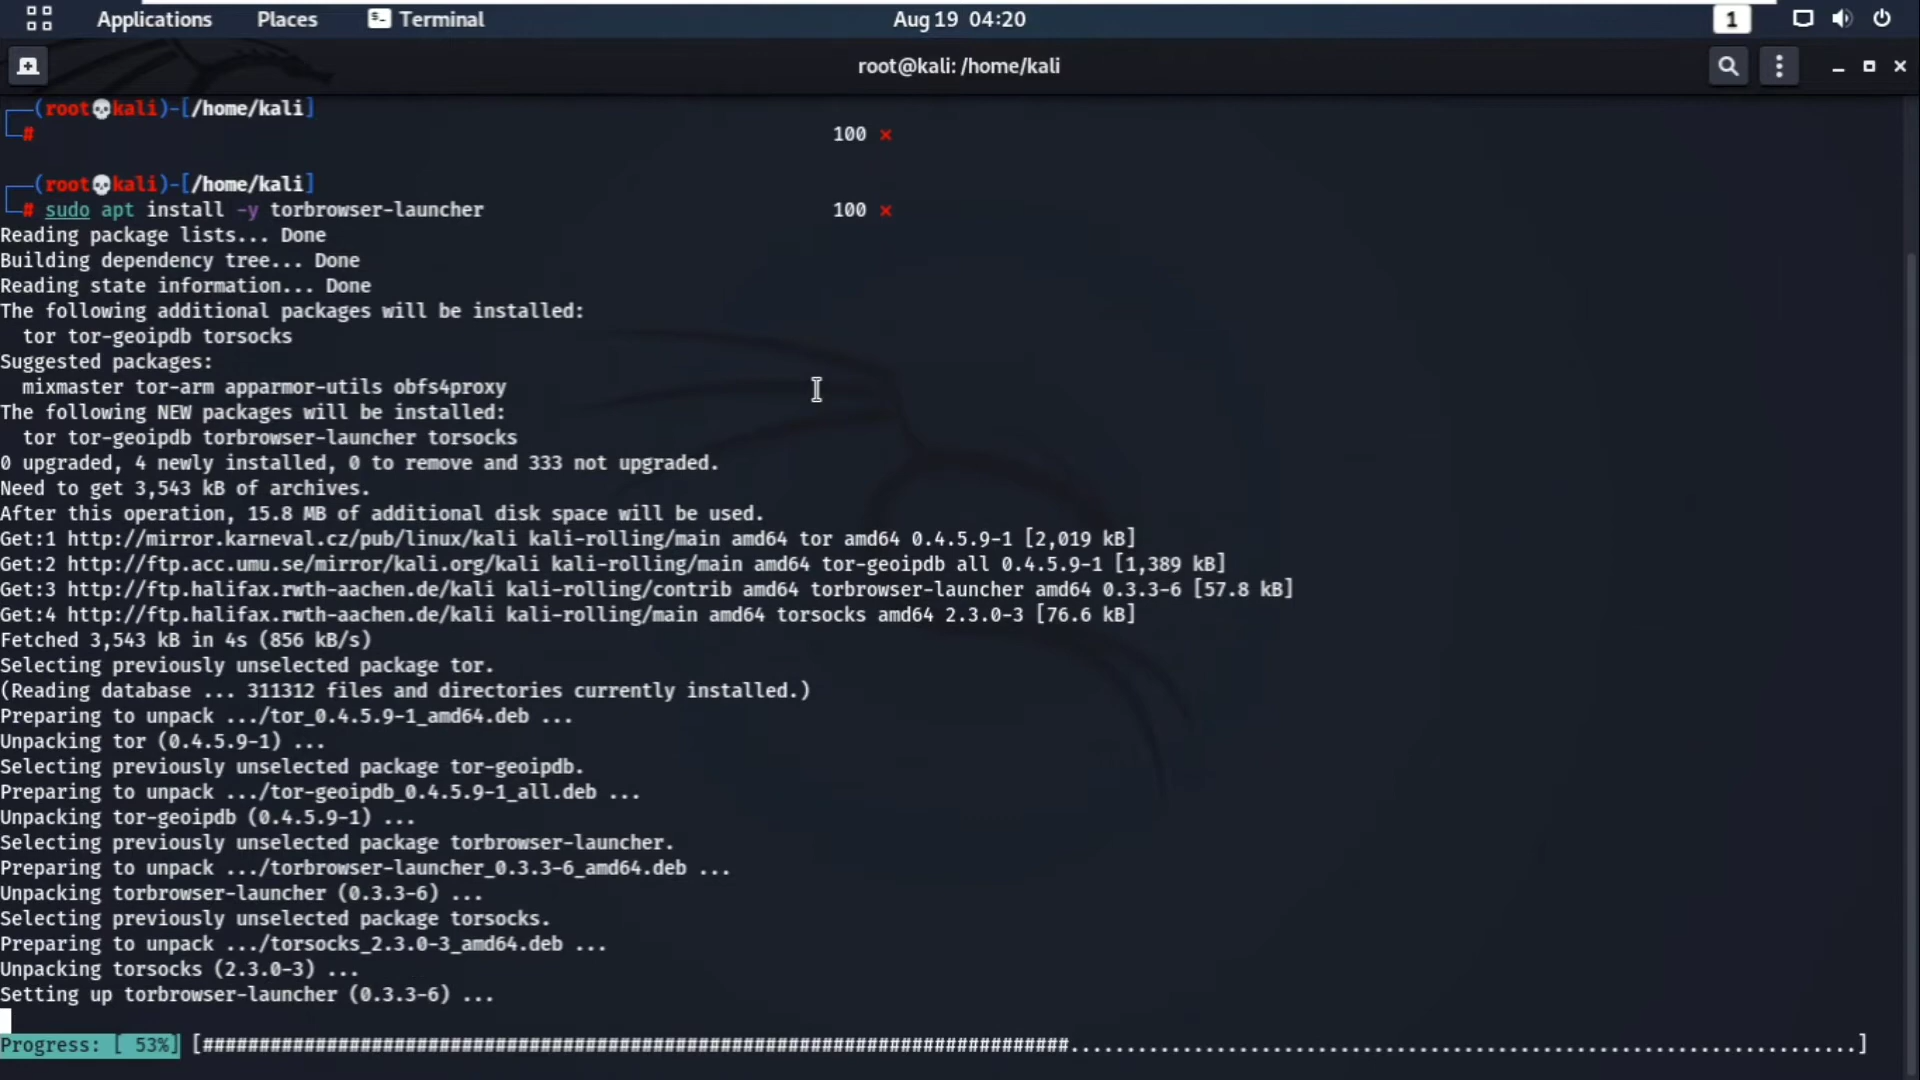 Applications Places Terminal Aug 19 04:20 1
root@kali: /home/kali
(root💀kali)-[/home/kali]
# 100 ×
(root💀kali)-[/home/kali]
# sudo apt install -y torbrowser-launcher 100 ×
Reading package lists... Done
Building dependency tree... Done
Reading state information... Done
The following additional packages will be installed:
tor tor-geoipdb torsocks
Suggested packages:
mixmaster tor-arm apparmor-utils obfs4proxy
The following NEW packages will be installed:
tor tor-geoipdb torbrowser-launcher torsocks
0 upgraded, 4 newly installed, 0 to remove and 333 not upgraded.
Need to get 3,543 kB of archives.
After this operation, 15.8 MB of additional disk space will be used.
Get:1 http://mirror.karneval.cz/pub/linux/kali kali-rolling/main amd64 tor amd64 0.4.5.9-1 [2,019 kB]
Get:2 http://ftp.acc.umu.se/mirror/kali.org/kali kali-rolling/main amd64 tor-geoipdb all 0.4.5.9-1 [1,389 kB]
Get:3 http://ftp.halifax.rwth-aachen.de/kali kali-rolling/contrib amd64 torbrowser-launcher amd64 0.3.3-6 [57.8 kB]
Get:4 http://ftp.halifax.rwth-aachen.de/kali kali-rolling/main amd64 torsocks amd64 2.3.0-3 [76.6 kB]
Fetched 3,543 kB in 4s (856 kB/s)
Selecting previously unselected package tor.
(Reading database ... 311312 files and directories currently installed.)
Preparing to unpack .../tor_0.4.5.9-1_amd64.deb ...
Unpacking tor (0.4.5.9-1) ...
Selecting previously unselected package tor-geoipdb.
Preparing to unpack .../tor-geoipdb_0.4.5.9-1_all.deb ...
Unpacking tor-geoipdb (0.4.5.9-1) ...
Selecting previously unselected package torbrowser-launcher.
Preparing to unpack .../torbrowser-launcher_0.3.3-6_amd64.deb ...
Unpacking torbrowser-launcher (0.3.3-6) ...
Selecting previously unselected package torsocks.
Preparing to unpack .../torsocks_2.3.0-3_amd64.deb ...
Unpacking torsocks (2.3.0-3) ...
Setting up torbrowser-launcher (0.3.3-6) ...
Progress: [ 53%] [#############################################################################......................................................................]